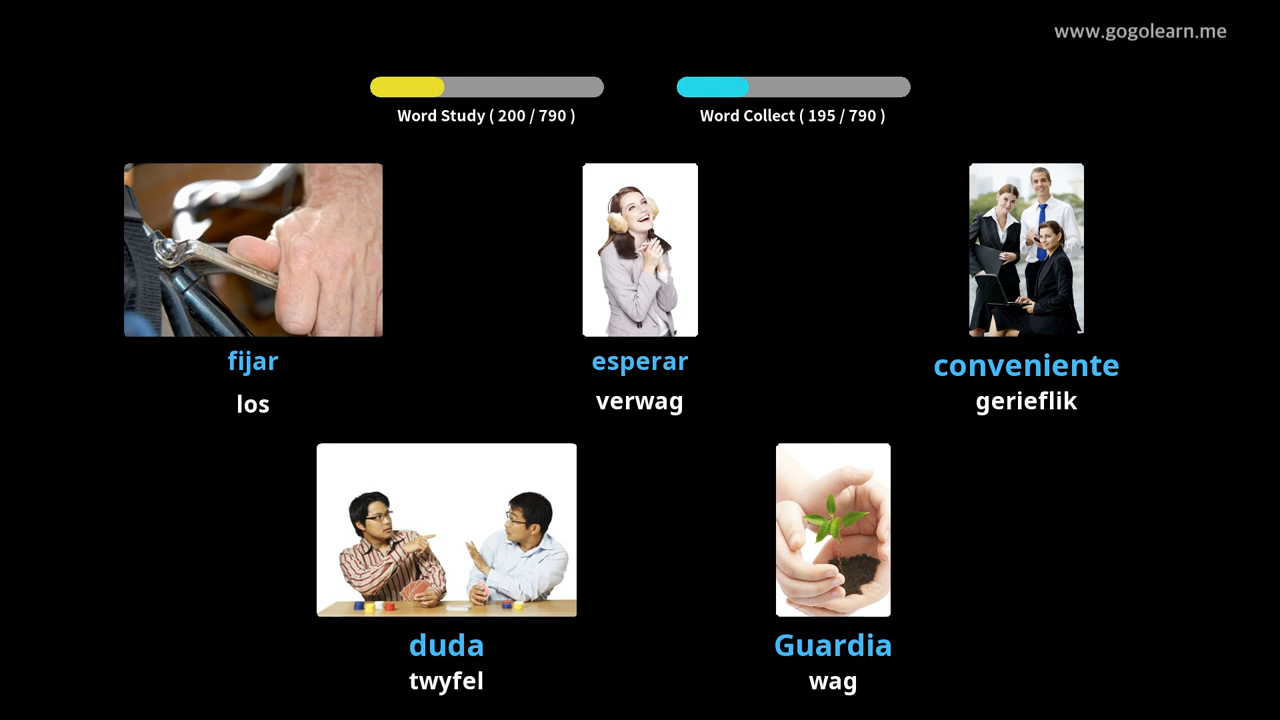 www.gogolearn.me
Word Study ( 200 / 790 )
Word Collect ( 195 / 790 )
fijar
los
esperar
verwag
conveniente
gerieflik
duda
twyfel
Guardia
wag